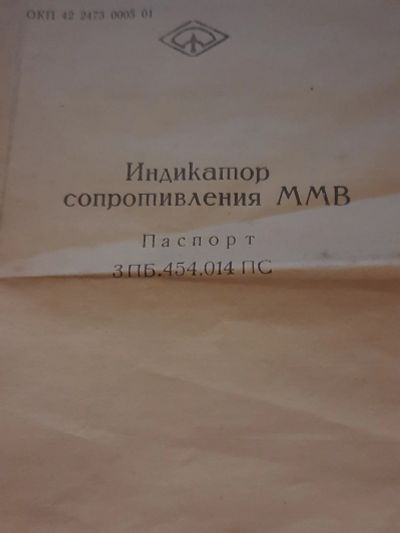 ОКП 42 2473 0005 01
Индикатор
сопротивления ММВ
Паспорт
3ПБ.454.014 ПС